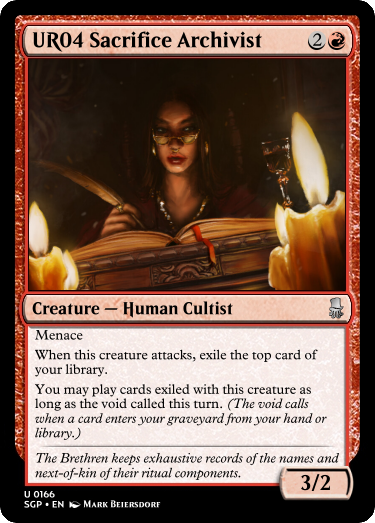 UR04 Sacrifice Archivist 2
Creature — Human Cultist
Menace
When this creature attacks, exile the top card of
your library.
You may play cards exiled with this creature as
long as the void called this turn. (The void calls
when a card enters your graveyard from your hand or
library.)
The Brethren keeps exhaustive records of the names and
next-of-kin of their ritual components.
3/2
U 0166
SGP • EN Mark Beiersdorf